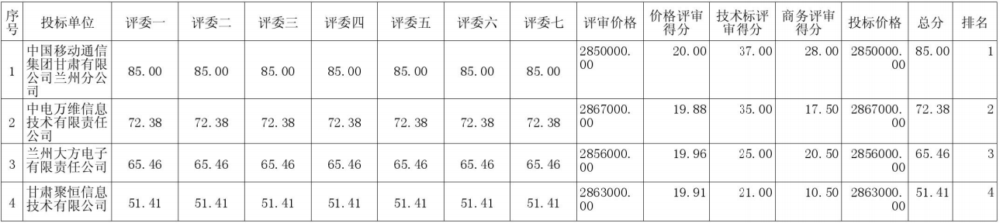 序号 投标单位 评委一 评委二 评委三 评委四 评委五 评委六 评委七 评审价格 价格评审得分 技术标评审得分 商务评审得分 投标价格 总分 排名
1 中国移动通信集团甘肃有限公司兰州分公司 85.00 85.00 85.00 85.00 85.00 85.00 85.00 2850000.00 20.00 37.00 28.00 2850000.00 85.00 1
2 中电万维信息技术有限责任公司 72.38 72.38 72.38 72.38 72.38 72.38 72.38 2867000.00 19.88 35.00 17.50 2867000.00 72.38 2
3 兰州大方电子有限责任公司 65.46 65.46 65.46 65.46 65.46 65.46 65.46 2856000.00 19.96 25.00 20.50 2856000.00 65.46 3
4 甘肃聚恒信息技术有限公司 51.41 51.41 51.41 51.41 51.41 51.41 51.41 2863000.00 19.91 21.00 10.50 2863000.00 51.41 4